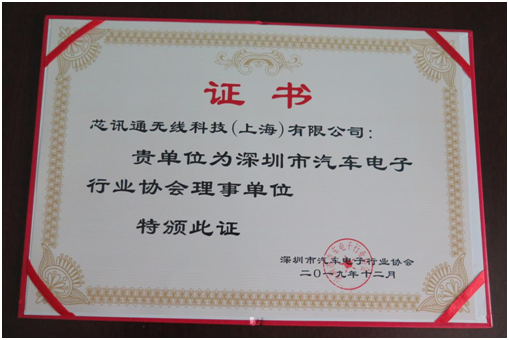 证书
芯讯通无线科技(上海)有限公司:
贵单位为深圳市汽车电子
行业协会理事单位
特颁此证
深圳市汽车电子行业协会
二〇一九年十二月